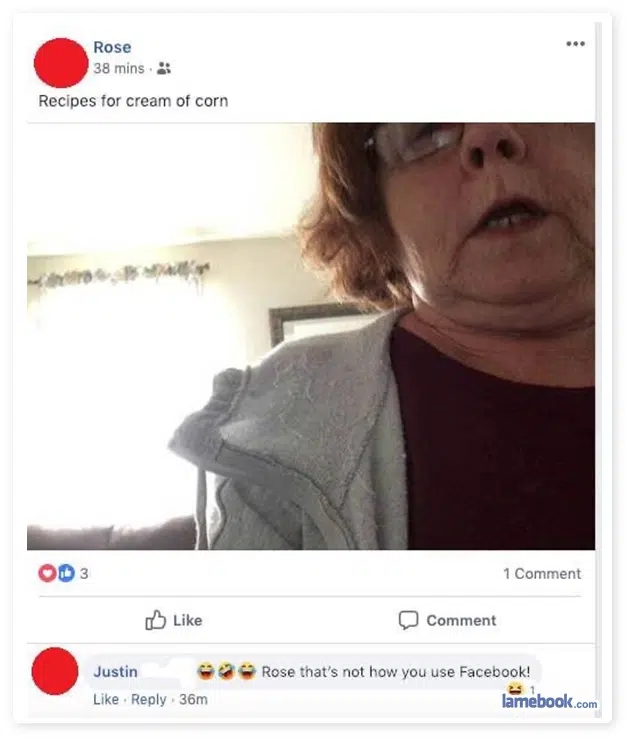 Rose
38 mins ·
Recipes for cream of corn
3
1 Comment
Like
Comment
Justin 😂🤣😂 Rose that's not how you use Facebook!
😆 1
Like · Reply · 36m
lamebook.com